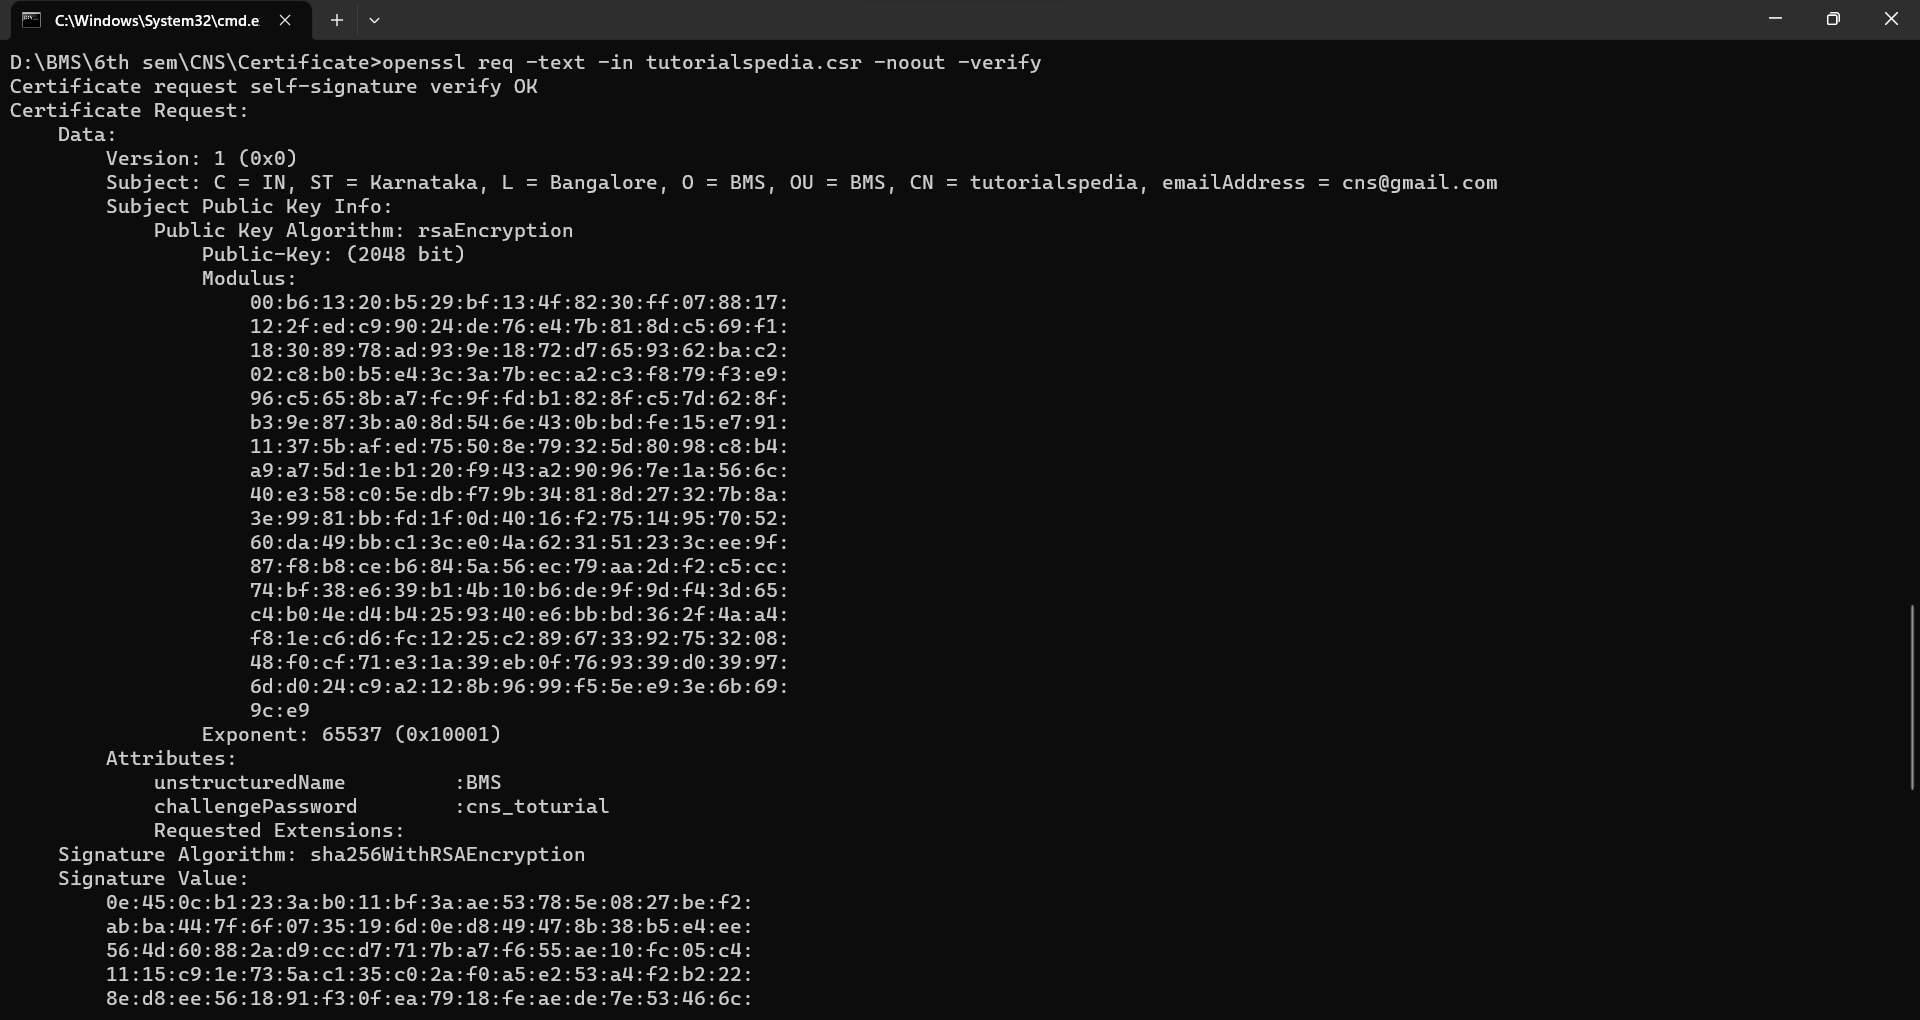 C:\Windows\System32\cmd.e
D:\BMS\6th sem\CNS\Certificate>openssl req -text -in tutorialspedia.csr -noout -verify
Certificate request self-signature verify OK
Certificate Request:
    Data:
        Version: 1 (0x0)
        Subject: C = IN, ST = Karnataka, L = Bangalore, O = BMS, OU = BMS, CN = tutorialspedia, emailAddress = cns@gmail.com
        Subject Public Key Info:
            Public Key Algorithm: rsaEncryption
                Public-Key: (2048 bit)
                Modulus:
                    00:b6:13:20:b5:29:bf:13:4f:82:30:ff:07:88:17:
                    12:2f:ed:c9:90:24:de:76:e4:7b:81:8d:c5:69:f1:
                    18:30:89:78:ad:93:9e:18:72:d7:65:93:62:ba:c2:
                    02:c8:b0:b5:e4:3c:3a:7b:ec:a2:c3:f8:79:f3:e9:
                    96:c5:65:8b:a7:fc:9f:fd:b1:82:8f:c5:7d:62:8f:
                    b3:9e:87:3b:a0:8d:54:6e:43:0b:bd:fe:15:e7:91:
                    11:37:5b:af:ed:75:50:8e:79:32:5d:80:98:c8:b4:
                    a9:a7:5d:1e:b1:20:f9:43:a2:90:96:7e:1a:56:6c:
                    40:e3:58:c0:5e:db:f7:9b:34:81:8d:27:32:7b:8a:
                    3e:99:81:bb:fd:1f:0d:40:16:f2:75:14:95:70:52:
                    60:da:49:bb:c1:3c:e0:4a:62:31:51:23:3c:ee:9f:
                    87:f8:b8:ce:b6:84:5a:56:ec:79:aa:2d:f2:c5:cc:
                    74:bf:38:e6:39:b1:4b:10:b6:de:9f:9d:f4:3d:65:
                    c4:b0:4e:d4:b4:25:93:40:e6:bb:bd:36:2f:4a:a4:
                    f8:1e:c6:d6:fc:12:25:c2:89:67:33:92:75:32:08:
                    48:f0:cf:71:e3:1a:39:eb:0f:76:93:39:d0:39:97:
                    6d:d0:24:c9:a2:12:8b:96:99:f5:5e:e9:3e:6b:69:
                    9c:e9
                Exponent: 65537 (0x10001)
        Attributes:
            unstructuredName         :BMS
            challengePassword        :cns_toturial
            Requested Extensions:
    Signature Algorithm: sha256WithRSAEncryption
    Signature Value:
        0e:45:0c:b1:23:3a:b0:11:bf:3a:ae:53:78:5e:08:27:be:f2:
        ab:ba:44:7f:6f:07:35:19:6d:0e:d8:49:47:8b:38:b5:e4:ee:
        56:4d:60:88:2a:d9:cc:d7:71:7b:a7:f6:55:ae:10:fc:05:c4:
        11:15:c9:1e:73:5a:c1:35:c0:2a:f0:a5:e2:53:a4:f2:b2:22:
        8e:d8:ee:56:18:91:f3:0f:ea:79:18:fe:ae:de:7e:53:46:6c: